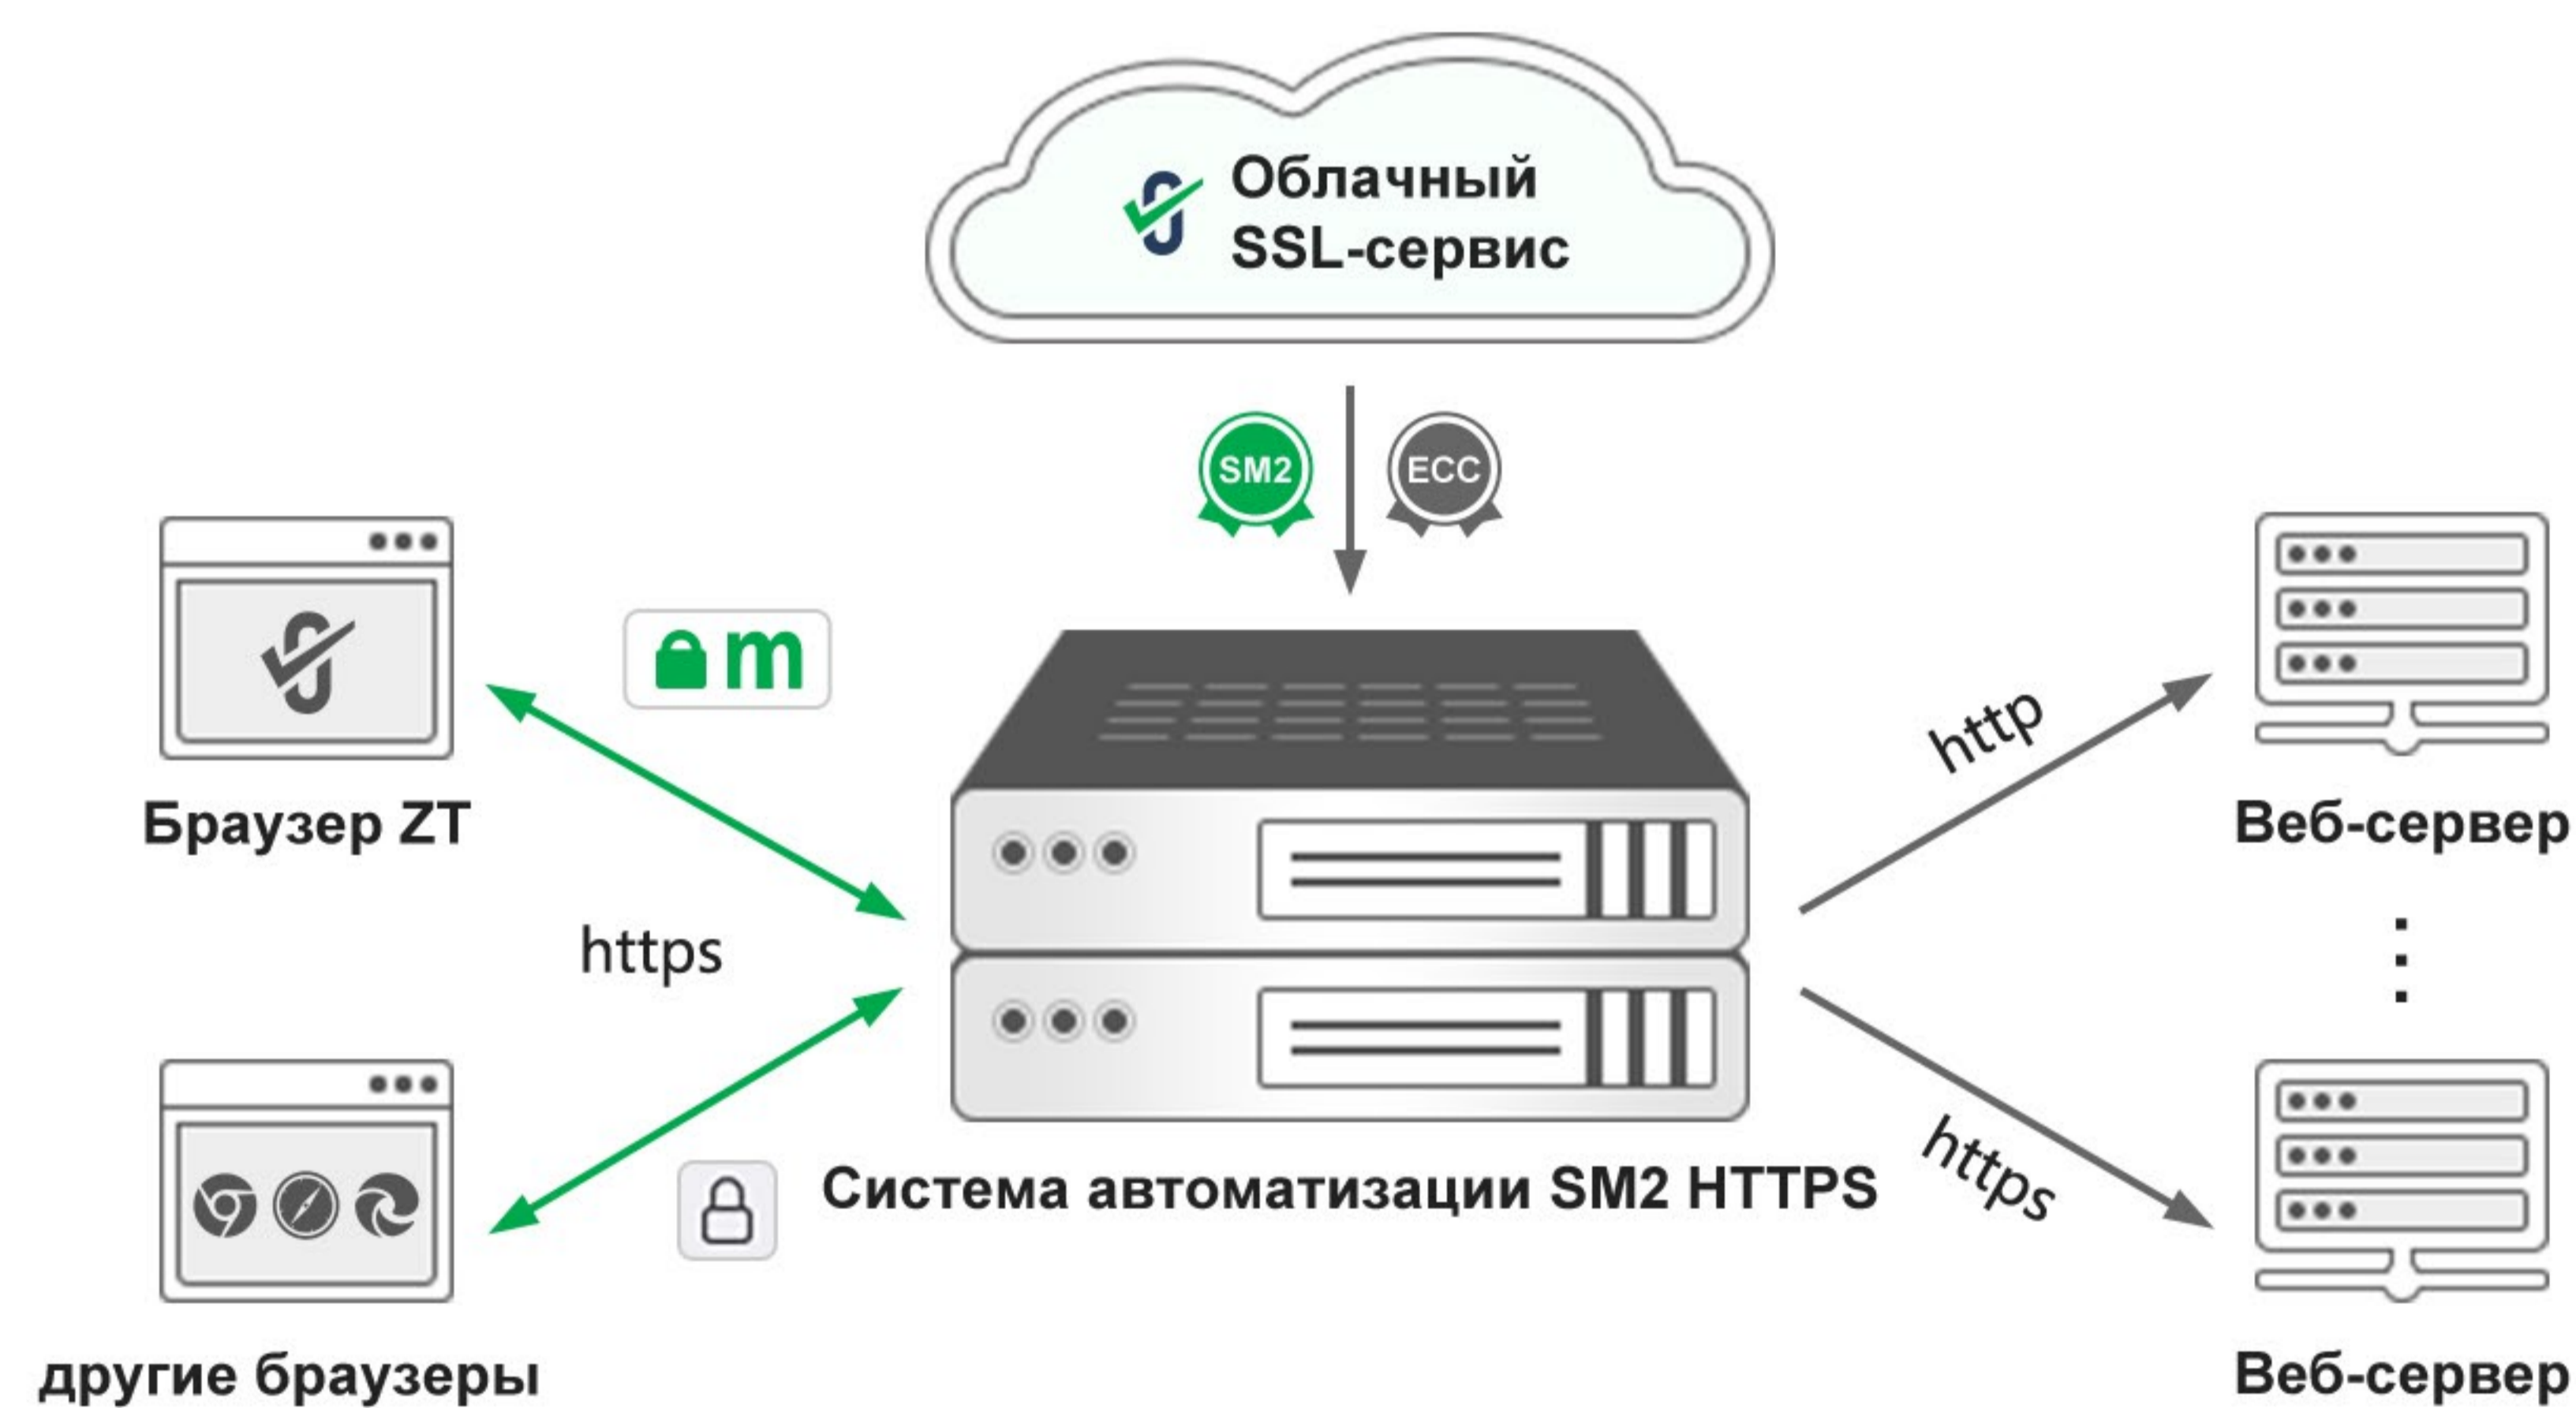 Облачный
SSL-сервис
SM2
ECC
m
Браузер ZT
http
Веб-сервер
https
Система автоматизации SM2 HTTPS
https
другие браузеры
Веб-сервер